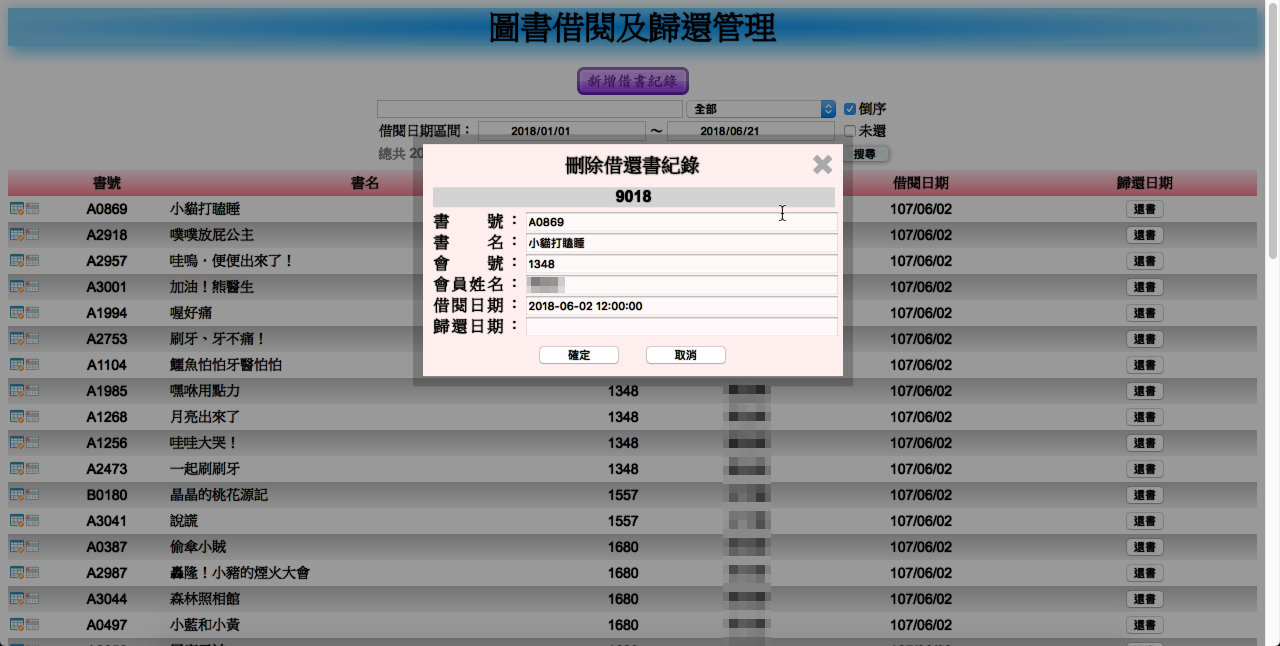 圖書借閱及歸還管理
新增借書紀錄
全部 倒序
借閱日期區間： 2018/01/01 ～ 2018/06/21 未還
總共 20 搜尋
刪除借還書紀錄
9018
書號： A0869
書名： 小貓打瞌睡
會號： 1348
會員姓名：
借閱日期： 2018-06-02 12:00:00
歸還日期：
確定 取消
書號 書名 借閱日期 歸還日期
A0869 小貓打瞌睡 107/06/02 還書
A2918 噗噗放屁公主 107/06/02 還書
A2957 哇嗚．便便出來了！ 107/06/02 還書
A3001 加油！熊醫生 107/06/02 還書
A1994 喔好痛 107/06/02 還書
A2753 刷牙、牙不痛！ 107/06/02 還書
A1104 鱷魚怕怕牙醫怕怕 107/06/02 還書
A1985 嘿咻用點力 1348 107/06/02 還書
A1268 月亮出來了 1348 107/06/02 還書
A1256 哇哇大哭！ 1348 107/06/02 還書
A2473 一起刷刷牙 1348 107/06/02 還書
B0180 晶晶的桃花源記 1557 107/06/02 還書
A3041 說謊 1557 107/06/02 還書
A0387 偷傘小賊 1680 107/06/02 還書
A2987 轟隆！小豬的煙火大會 1680 107/06/02 還書
A3044 森林照相館 1680 107/06/02 還書
A0497 小藍和小黃 1680 107/06/02 還書